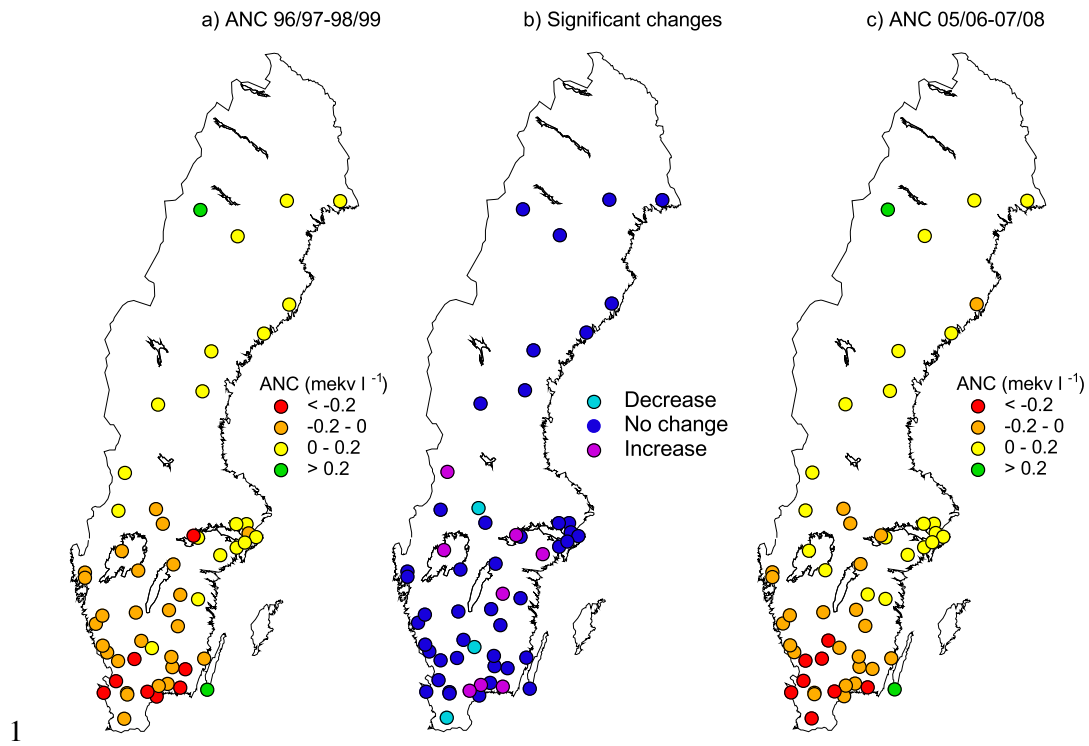 a) ANC 96/97-98/99
b) Significant changes
c) ANC 05/06-07/08
ANC (mekv l -1)
< -0.2
-0.2 - 0
0 - 0.2
> 0.2
Decrease
No change
Increase
ANC (mekv l -1)
< -0.2
-0.2 - 0
0 - 0.2
> 0.2
1